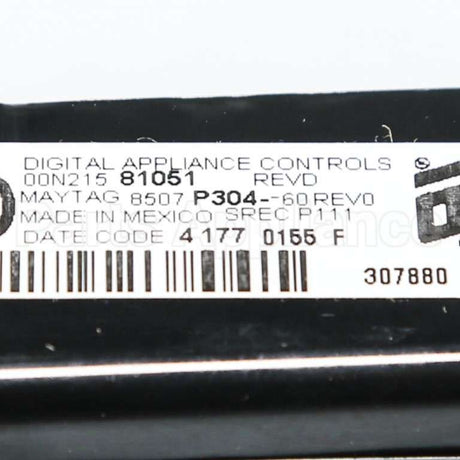 DIGITAL APPLIANCE CONTROLS
00N215 81051 REVD
MAYTAG 8507 P304--60 REV0
MADE IN MEXICO SPEC P111
DATE CODE 4 177 0155 F
307880